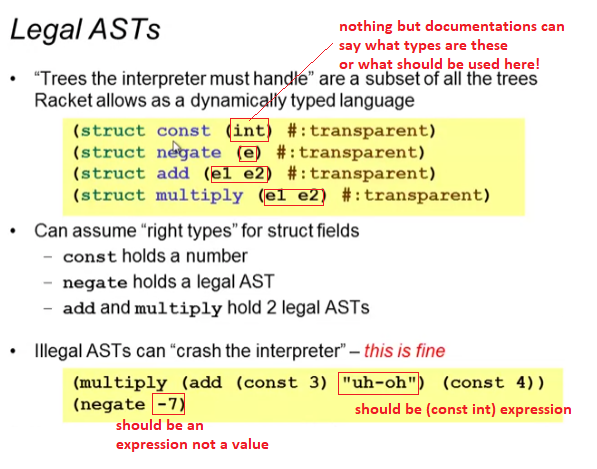 Legal ASTs
nothing but documentations can
say what types are these
or what should be used here!
• “Trees the interpreter must handle” are a subset of all the trees
Racket allows as a dynamically typed language
(struct const (int) #:transparent)
(struct negate (e) #:transparent)
(struct add (e1 e2) #:transparent)
(struct multiply (e1 e2) #:transparent)
• Can assume “right types” for struct fields
– const holds a number
– negate holds a legal AST
– add and multiply hold 2 legal ASTs
• Illegal ASTs can “crash the interpreter” – this is fine
(multiply (add (const 3) "uh-oh") (const 4))
(negate -7)
should be (const int) expression
should be an
expression not a value